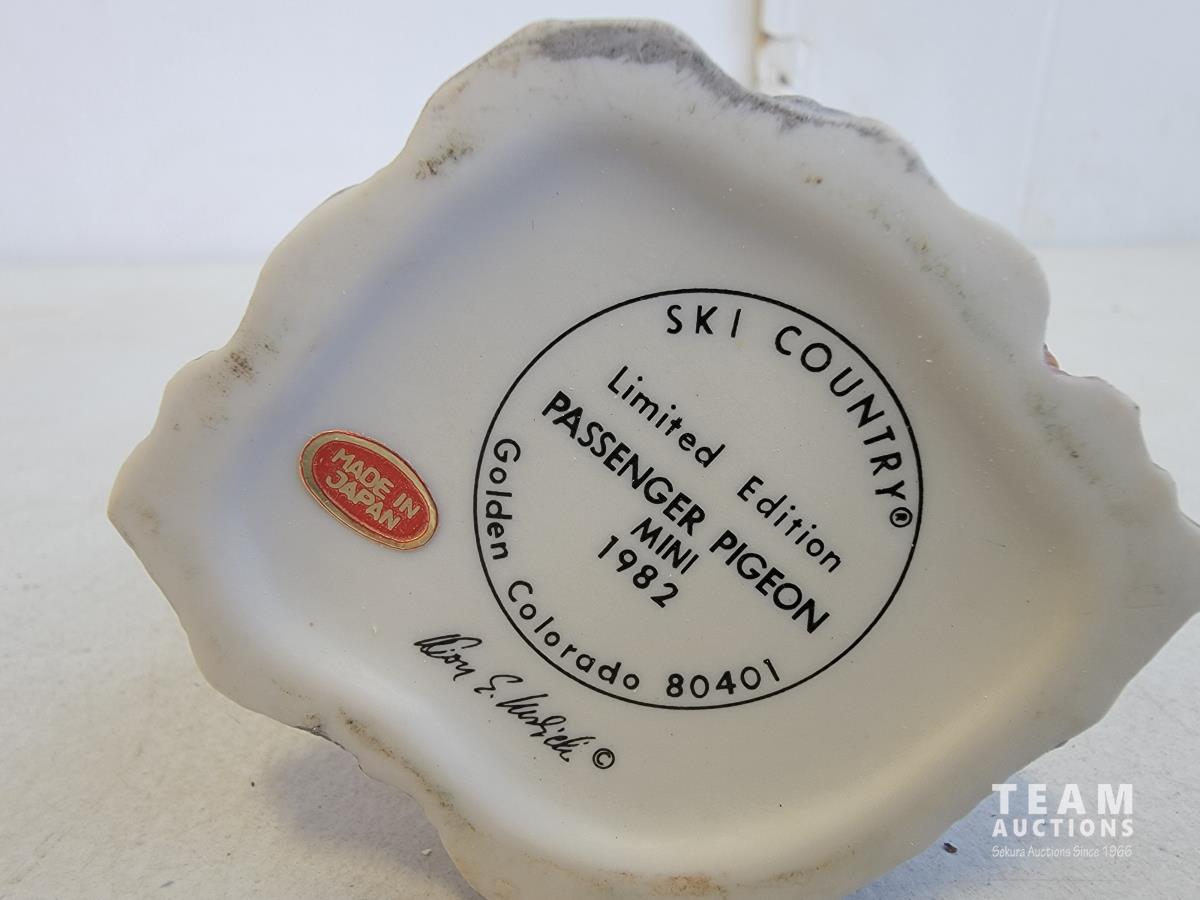 SKI COUNTRY®
Limited Edition
PASSENGER PIGEON
MINI
1982
Golden Colorado 80401
MADE IN
JAPAN
E.
©
TEAM
AUCTIONS
Sekura Auctions Since 1966